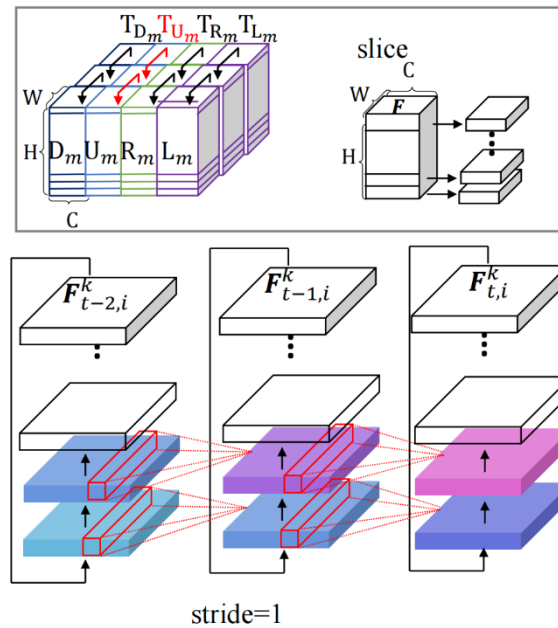 T_{D_m} T_{U_m} T_{R_m} T_{L_m}
slice
C
W
W
F
H
H
D_m U_m R_m L_m
C
F^k_{t-2,i} F^k_{t-1,i} F^k_{t,i}
stride=1